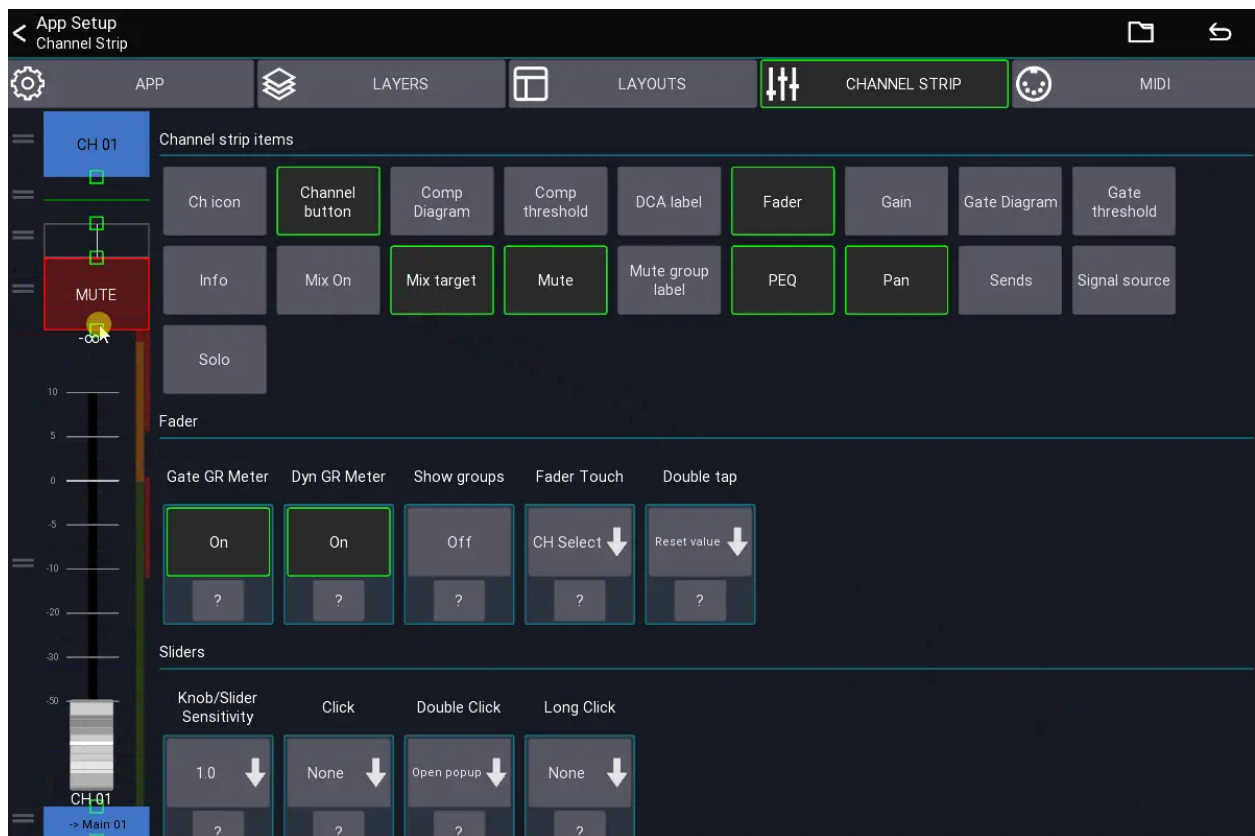 App Setup
Channel Strip
APP
LAYERS
LAYOUTS
CHANNEL STRIP
MIDI
CH 01
Channel strip items
Ch icon
Channel
button
Comp
Diagram
Comp
threshold
DCA label
Fader
Gain
Gate Diagram
Gate
threshold
Info
Mix On
Mix target
Mute
Mute group
label
PEQ
Pan
Sends
Signal source
MUTE
-∞
Solo
10
5
0
-5
-10
-20
-30
-50
Fader
Gate GR Meter
Dyn GR Meter
Show groups
Fader Touch
Double tap
On
On
Off
CH Select
Reset value
?
?
?
?
?
Sliders
Knob/Slider
Sensitivity
Click
Double Click
Long Click
1.0
None
Open popup
None
?
?
?
?
CH 01
-> Main 01